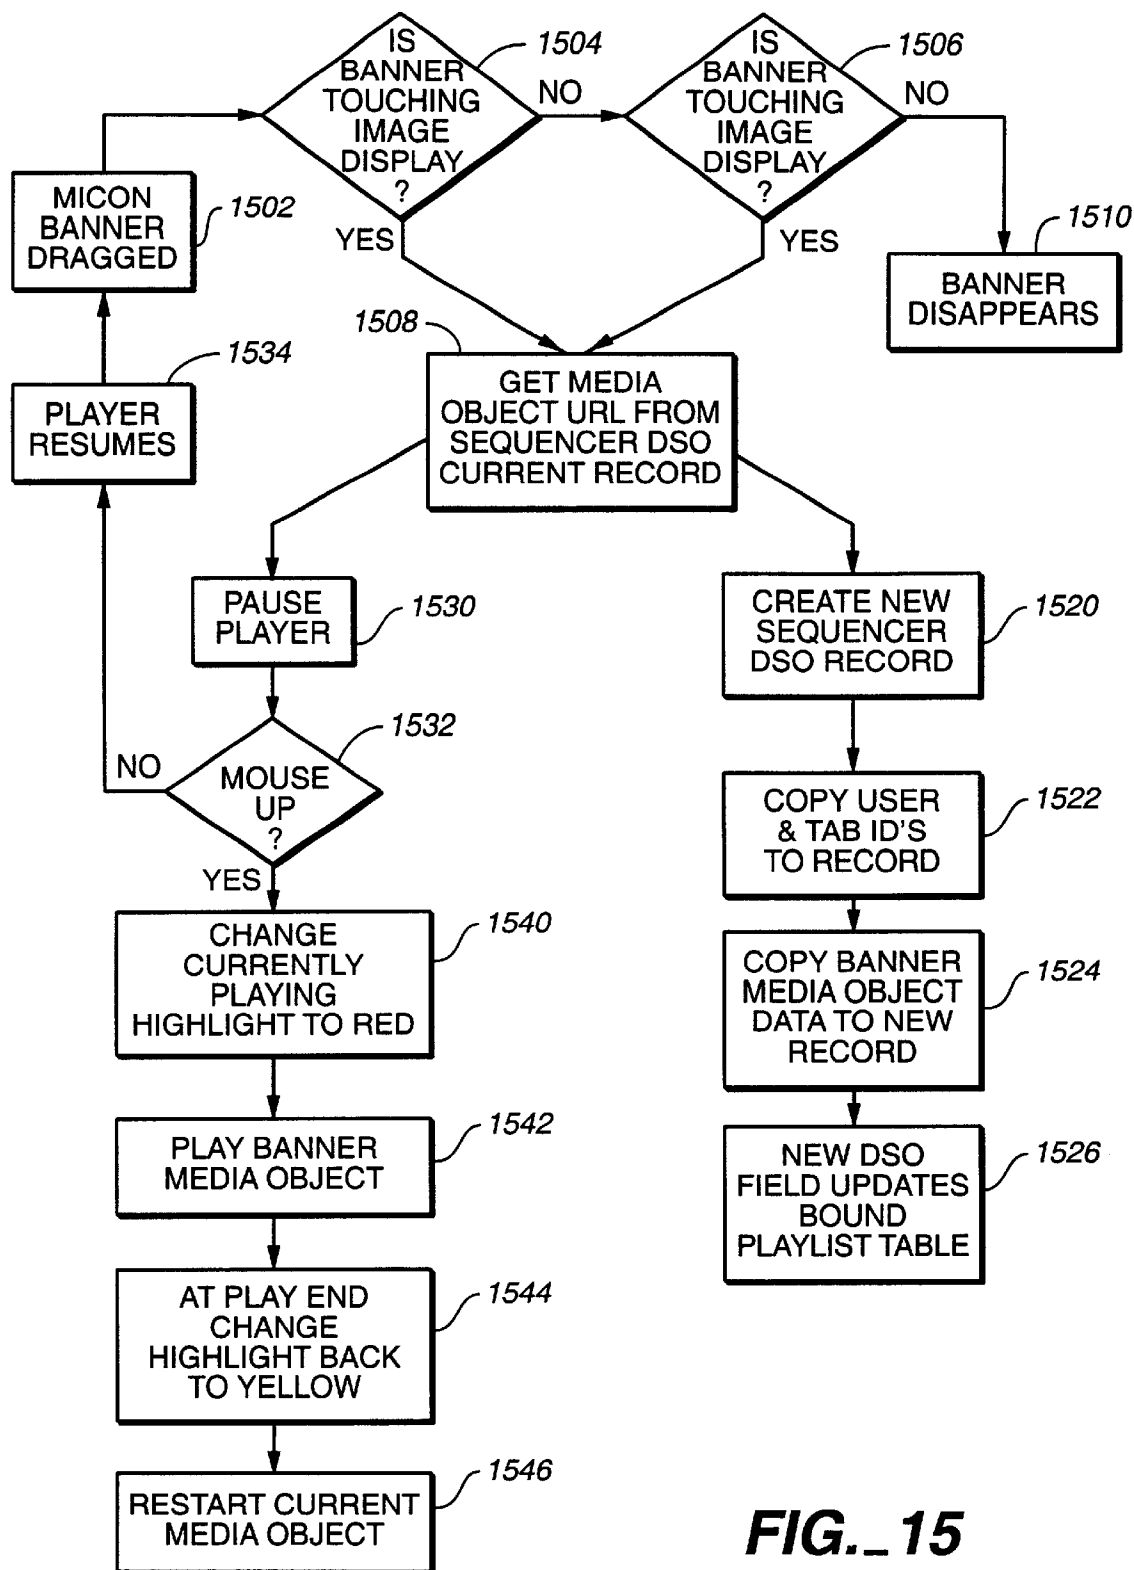 IS
BANNER
TOUCHING
IMAGE
DISPLAY
?
1504
NO
YES
IS
BANNER
TOUCHING
IMAGE
DISPLAY
?
1506
NO
YES
MICON
BANNER
DRAGGED
1502
BANNER
DISAPPEARS
1510
1508
GET MEDIA
OBJECT URL FROM
SEQUENCER DSO
CURRENT RECORD
PLAYER
RESUMES
1534
PAUSE
PLAYER
1530
CREATE NEW
SEQUENCER
DSO RECORD
1520
MOUSE
UP
?
1532
NO
YES
COPY USER
& TAB ID'S
TO RECORD
1522
CHANGE
CURRENTLY
PLAYING
HIGHLIGHT TO RED
1540
COPY BANNER
MEDIA OBJECT
DATA TO NEW
RECORD
1524
PLAY BANNER
MEDIA OBJECT
1542
NEW DSO
FIELD UPDATES
BOUND
PLAYLIST TABLE
1526
AT PLAY END
CHANGE
HIGHLIGHT BACK
TO YELLOW
1544
RESTART CURRENT
MEDIA OBJECT
1546
FIG._15